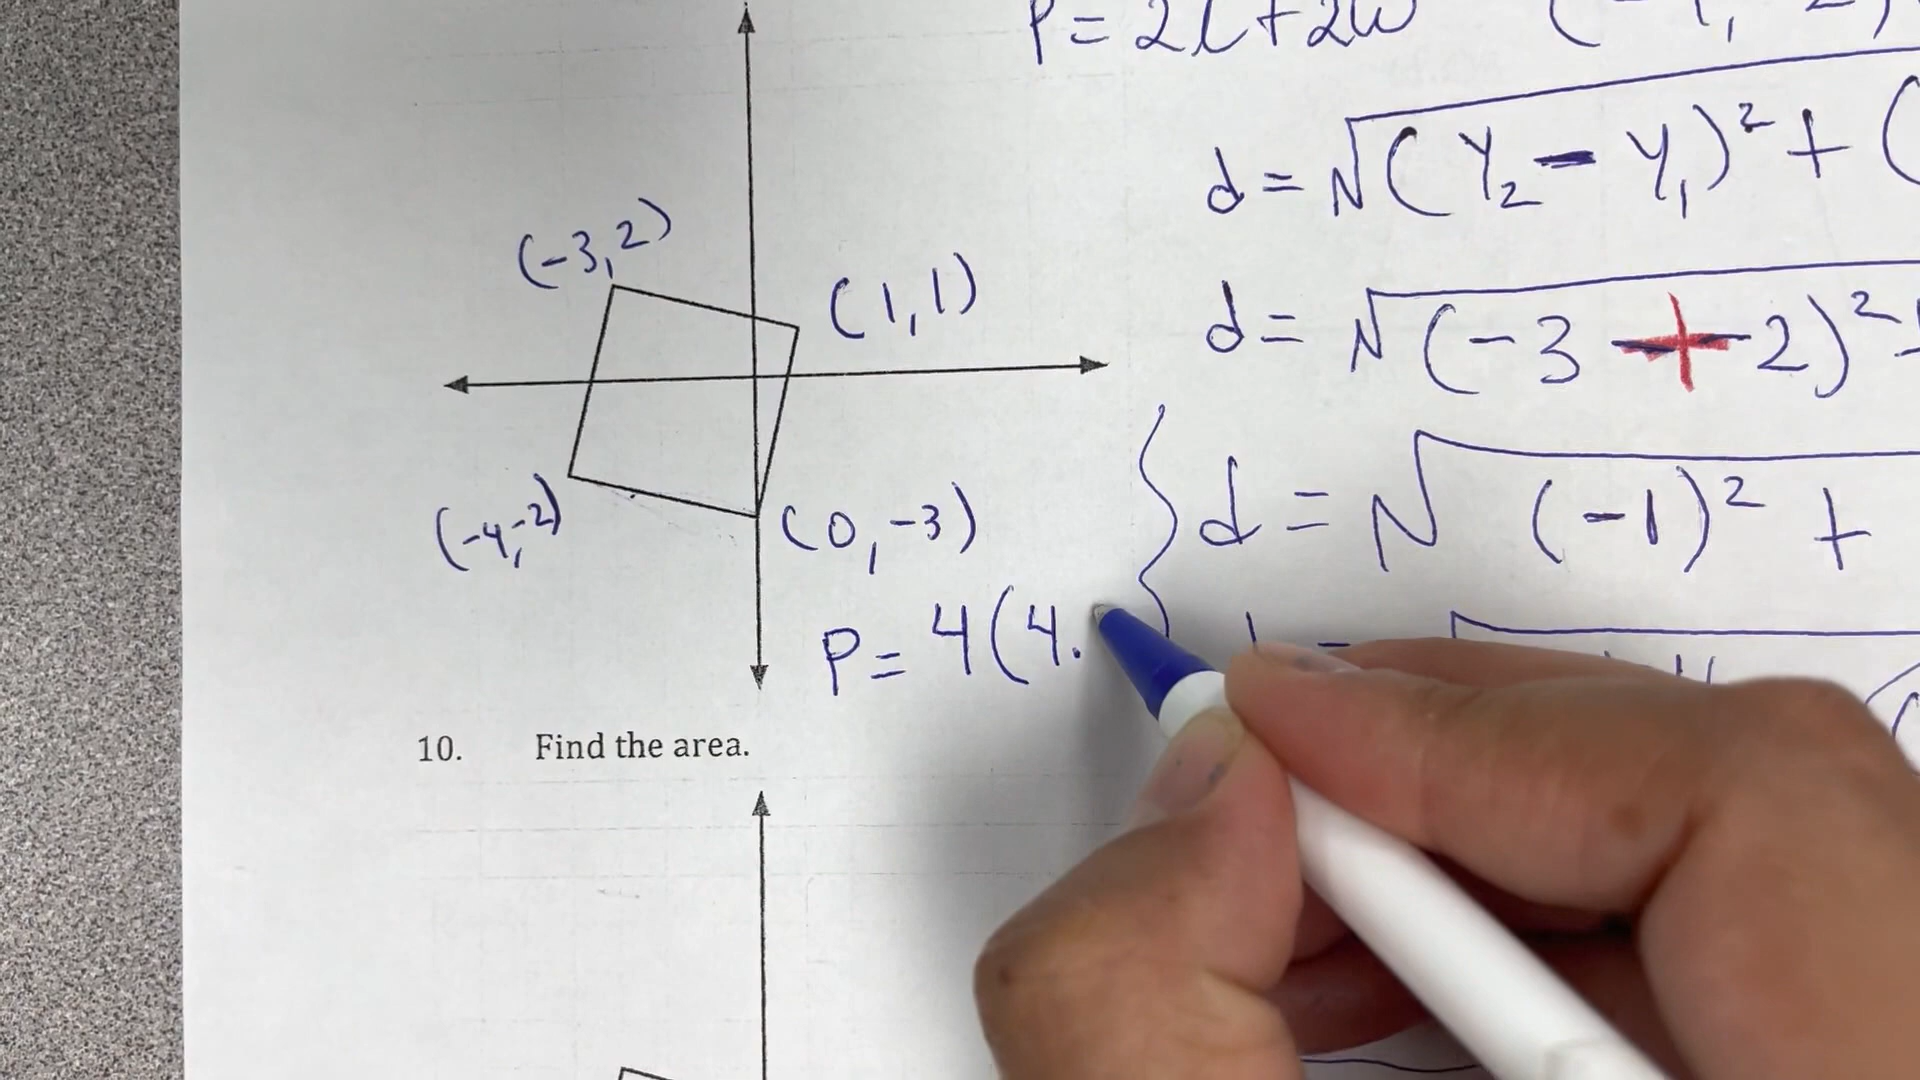 P = 2l + 2w
d = √(Y₂ - Y₁)² + (
(-3, 2)
(1, 1)
d = √(-3 + 2)²
(-4, -2)
(0, -3)
d = √ (-1)² +
P = 4(4.
10. Find the area.